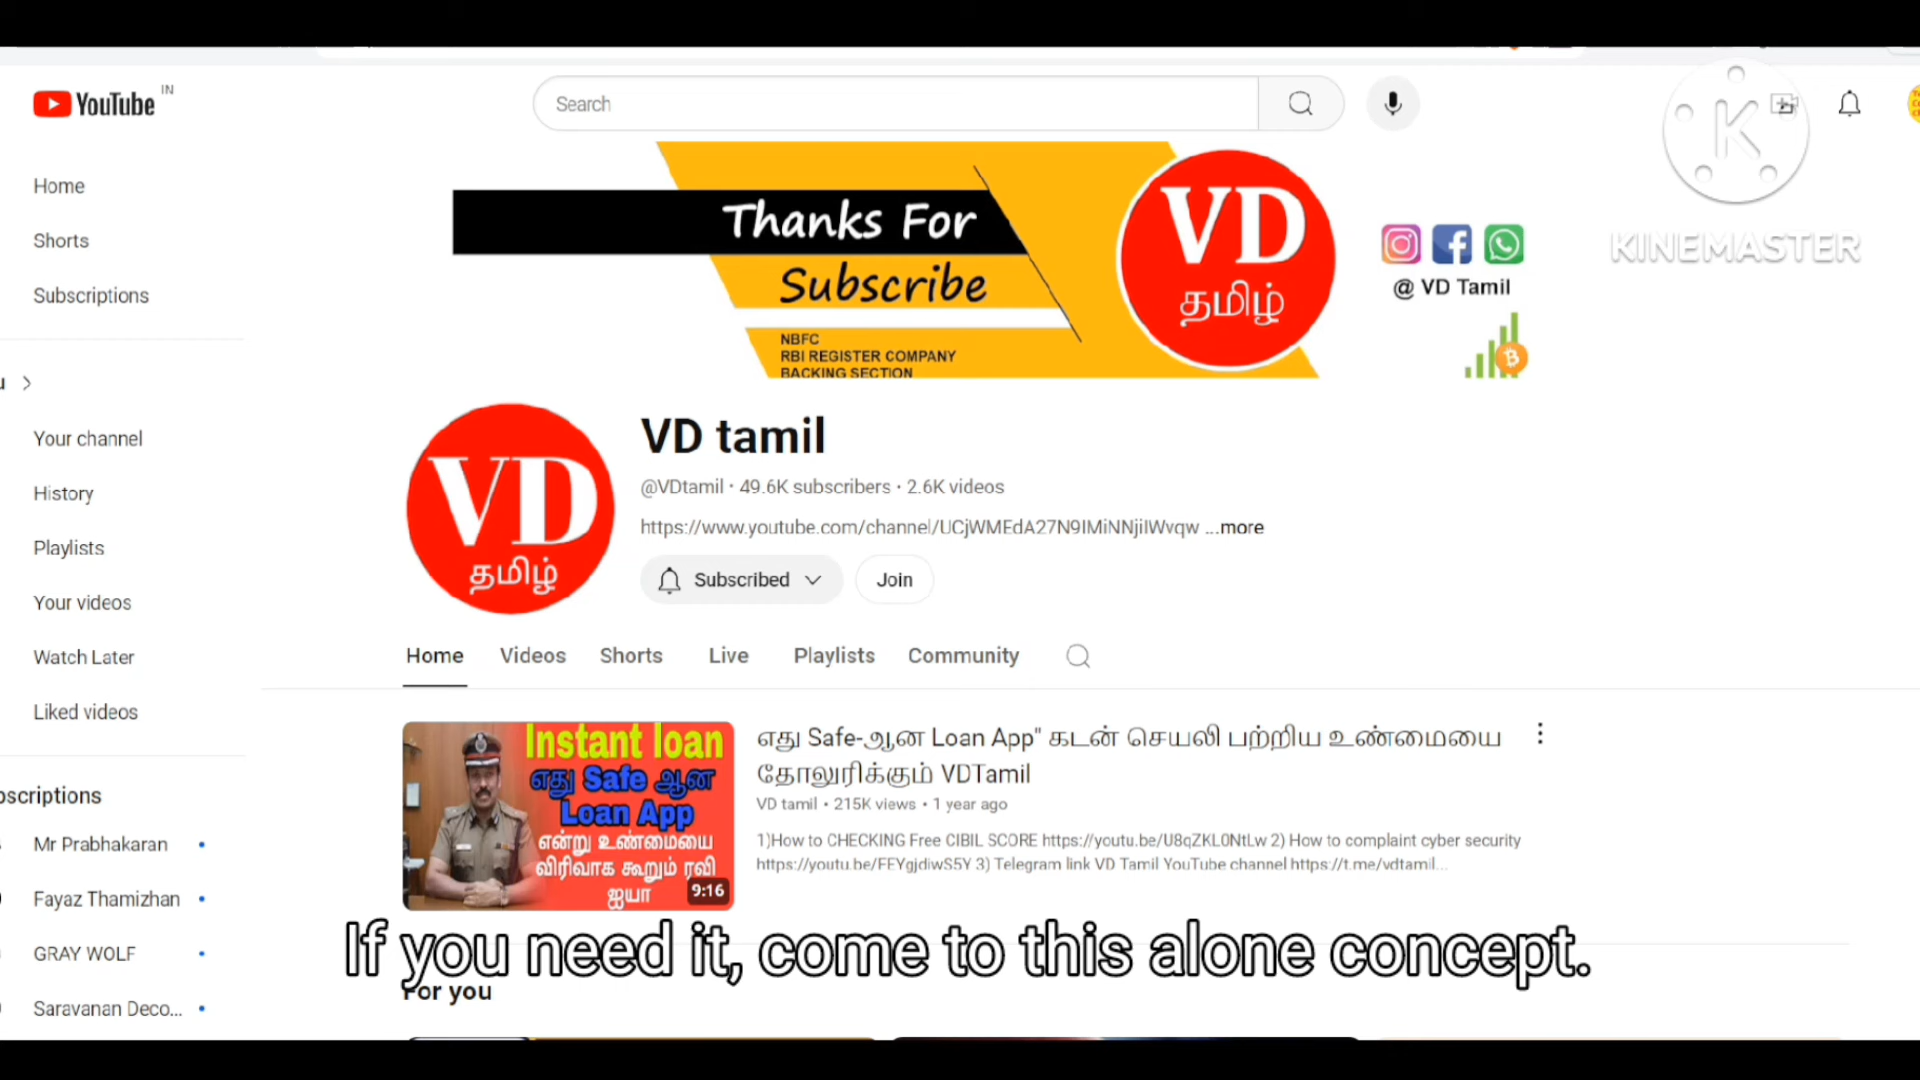 YouTube IN
Search
Home
Shorts
Subscriptions
Your channel
History
Playlists
Your videos
Watch Later
Liked videos
Mr Prabhakaran
Fayaz Thamizhan
GRAY WOLF
Saravanan Deco...
Thanks For
Subscribe
NBFC
RBI REGISTER COMPANY
BACKING SECTION
VD
தமிழ்
@ VD Tamil
KINEMASTER
VD
தமிழ்
VD tamil
@VDtamil • 49.6K subscribers • 2.6K videos
https://www.youtube.com/channel/UCjWMEdA27N9IMiNNjiIWvqw ...more
Subscribed
Join
Home Videos Shorts Live Playlists Community
Instant loan
எது Safe ஆன
Loan App
என்று உண்மையை
விரிவாக கூறும் ரவி
ஐயா
9:16
எது Safe-ஆன Loan App" கடன் செயலி பற்றிய உண்மையை
தோலுரிக்கும் VDTamil
VD tamil • 215K views • 1 year ago
1)How to CHECKING Free CIBIL SCORE https://youtu.be/U8qZKL0NtLw 2) How to complaint cyber security
https://youtu.be/FFYgjdiwS5Y 3) Telegram link VD Tamil YouTube channel https://t.me/vdtamil...
If you need it, come to this alone concept.
For you